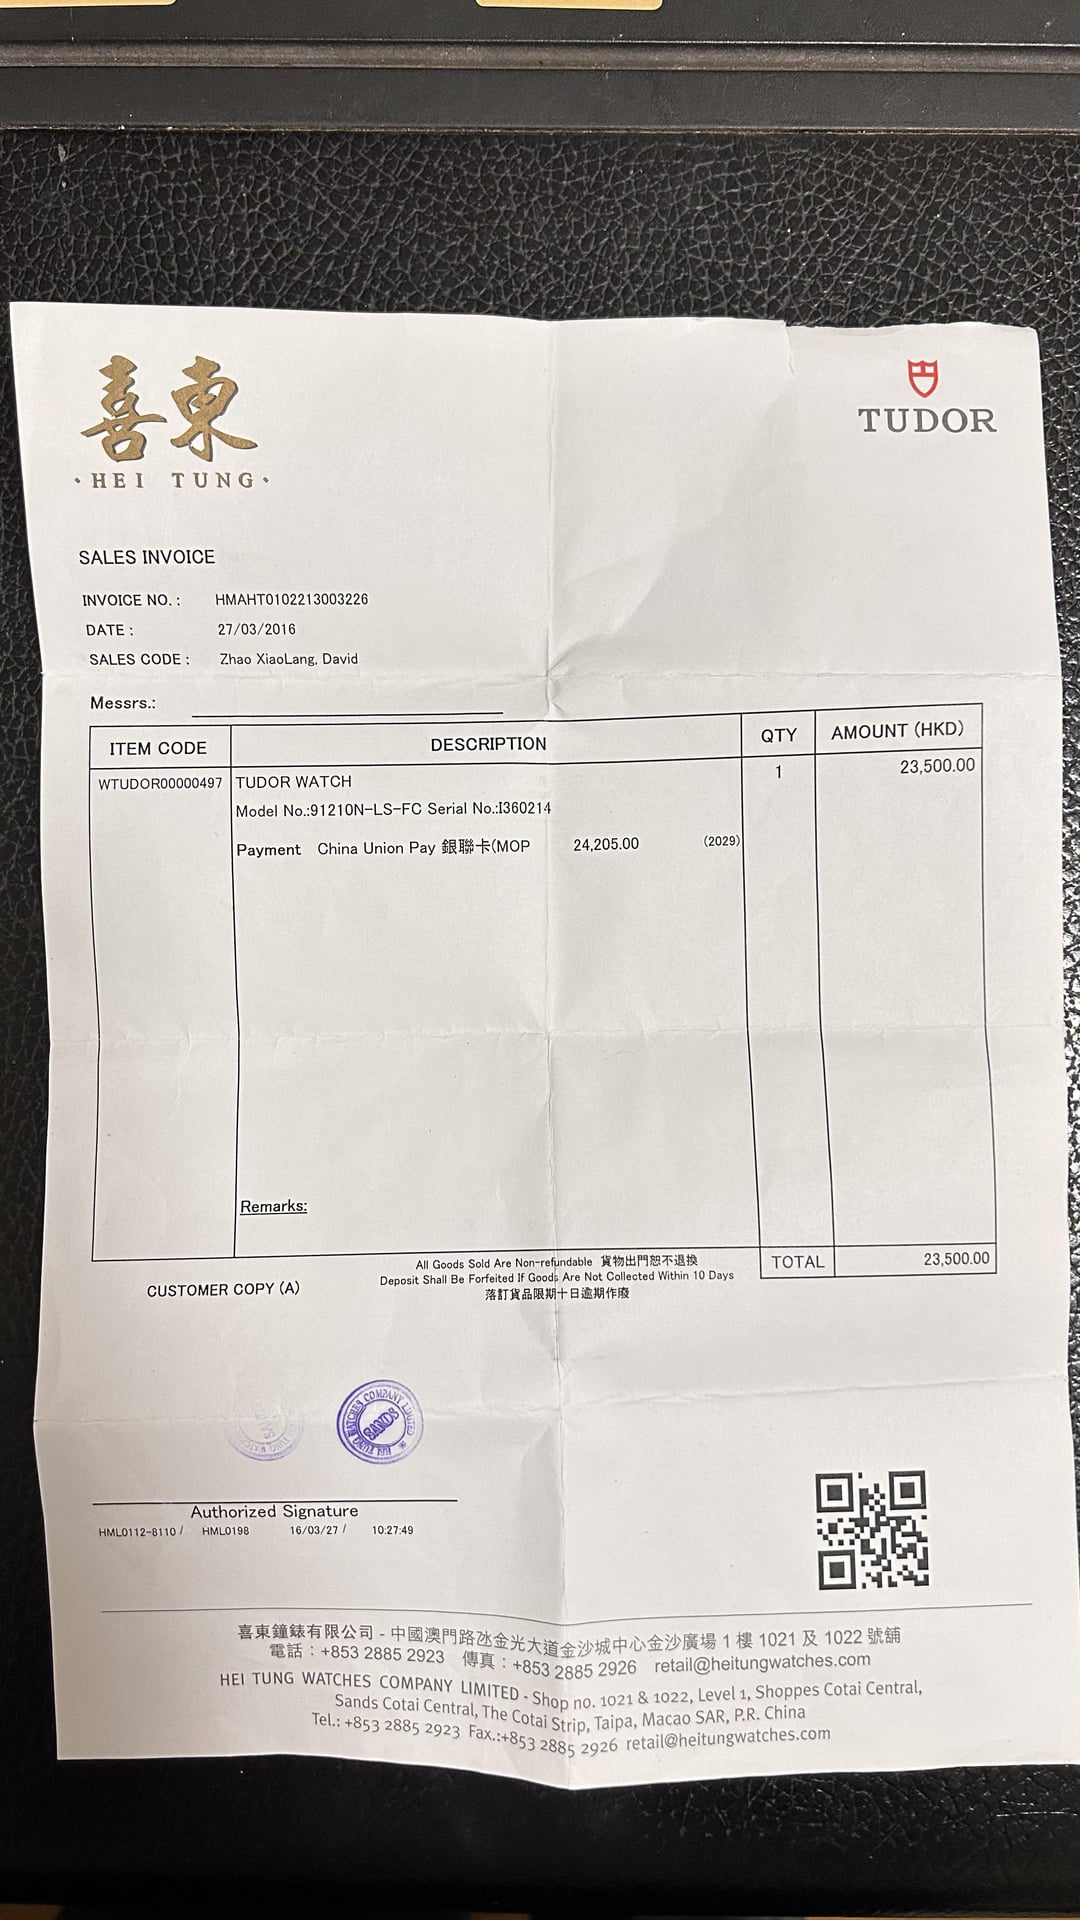 喜東
·HEI TUNG·
TUDOR
SALES INVOICE
INVOICE NO. : HMAHT0102213003226
DATE : 27/03/2016
SALES CODE : Zhao XiaoLang, David
Messrs.:
ITEM CODE DESCRIPTION QTY AMOUNT (HKD)
WTUDOR00000497 TUDOR WATCH 1 23,500.00
Model No.:91210N-LS-FC Serial No.:I360214
Payment China Union Pay 銀聯卡(MOP 24,205.00 (2029)
Remarks:
TOTAL 23,500.00
All Goods Sold Are Non-refundable 貨物出門恕不退換
Deposit Shall Be Forfeited If Goods Are Not Collected Within 10 Days
落訂貨品限期十日逾期作廢
CUSTOMER COPY (A)
HEI TUNG WATCHES COMPANY LIMITED
SANDS
Authorized Signature
HML0112-8110 / HML0198 16/03/27 / 10:27:49
喜東鐘錶有限公司 - 中國澳門路氹金光大道金沙城中心金沙廣場 1 樓 1021 及 1022 號舖
電話：+853 2885 2923 傳真：+853 2885 2926 retail@heitungwatches.com
HEI TUNG WATCHES COMPANY LIMITED - Shop no. 1021 & 1022, Level 1, Shoppes Cotai Central,
Sands Cotai Central, The Cotai Strip, Taipa, Macao SAR, P.R. China
Tel.: +853 2885 2923 Fax.:+853 2885 2926 retail@heitungwatches.com